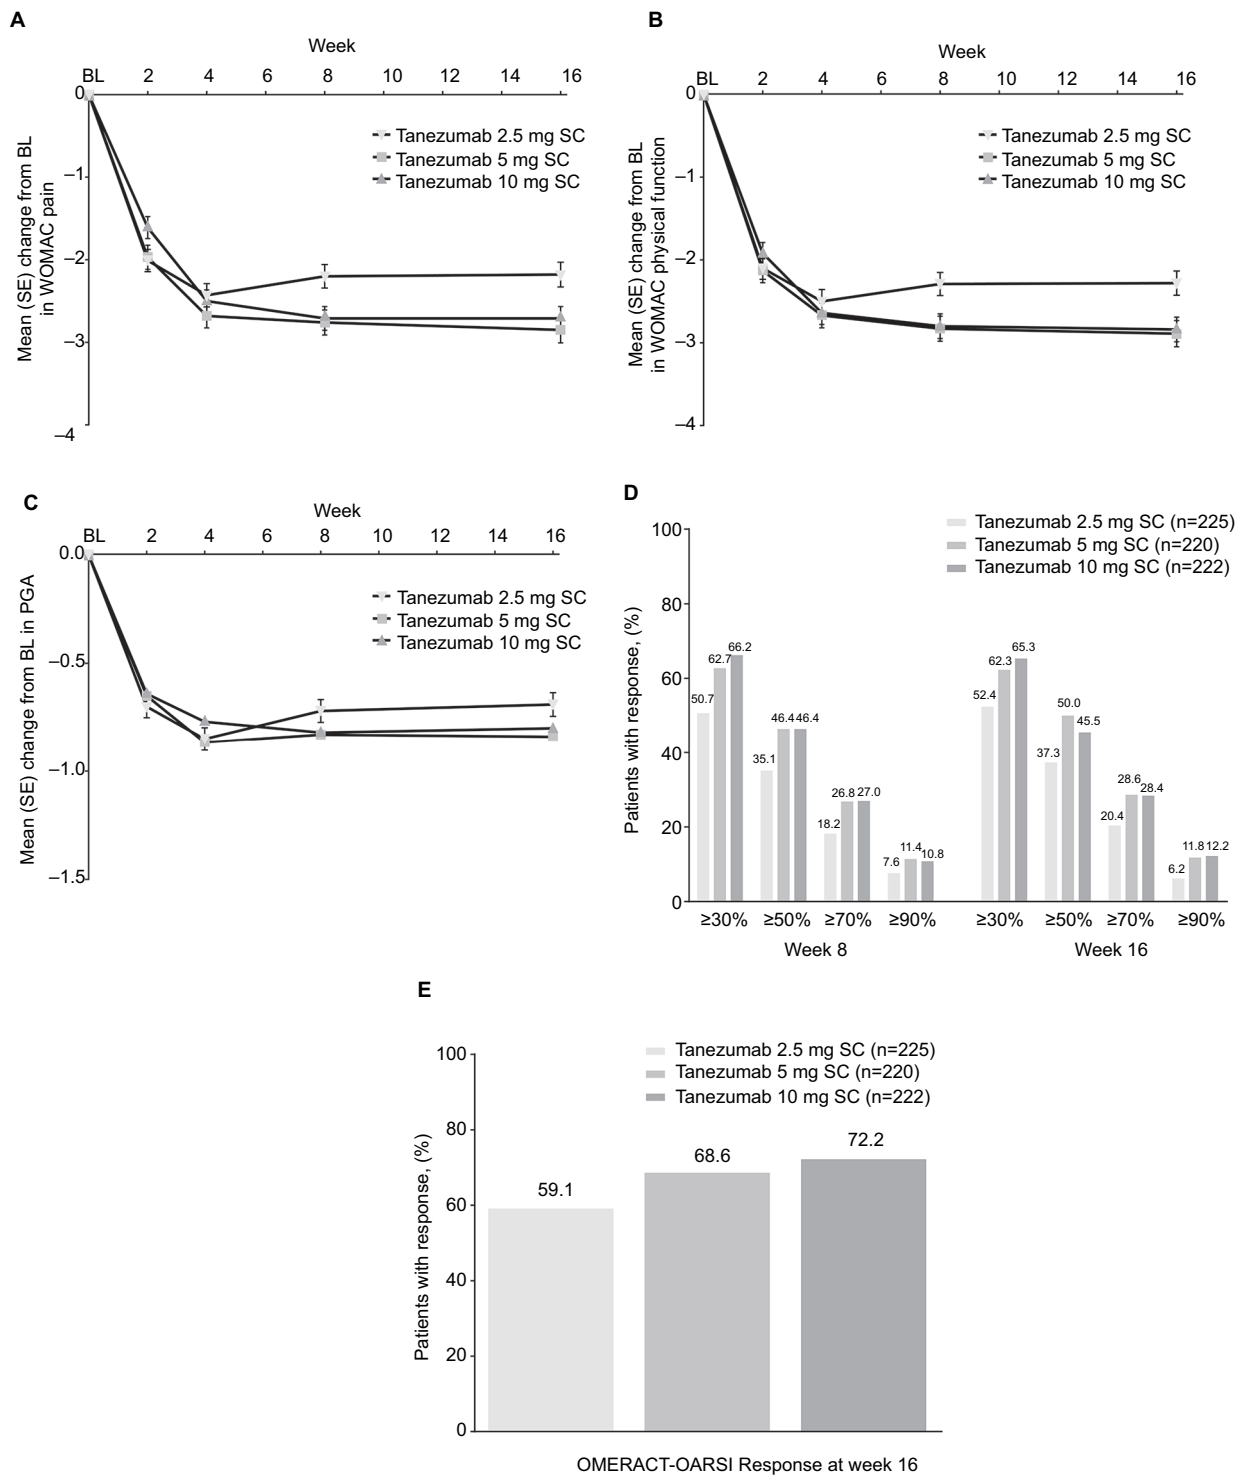 A
Week
BL 2 4 6 8 10 12 14 16
0
–1
–2
–3
–4
Mean (SE) change from BL
in WOMAC pain
Tanezumab 2.5 mg SC
Tanezumab 5 mg SC
Tanezumab 10 mg SC
B
Week
BL 2 4 6 8 10 12 14 16
0
–1
–2
–3
–4
Mean (SE) change from BL
in WOMAC physical function
Tanezumab 2.5 mg SC
Tanezumab 5 mg SC
Tanezumab 10 mg SC
C
Week
BL 2 4 6 8 10 12 14 16
0.0
–0.5
–1.0
–1.5
Mean (SE) change from BL in PGA
Tanezumab 2.5 mg SC
Tanezumab 5 mg SC
Tanezumab 10 mg SC
D
Tanezumab 2.5 mg SC (n=225)
Tanezumab 5 mg SC (n=220)
Tanezumab 10 mg SC (n=222)
Patients with response, (%)
100
80
60
40
20
0
50.7 62.7 66.2
35.1 46.4 46.4
18.2 26.8 27.0
7.6 11.4 10.8
52.4 62.3 65.3
37.3 50.0 45.5
20.4 28.6 28.4
6.2 11.8 12.2
≥30% ≥50% ≥70% ≥90% ≥30% ≥50% ≥70% ≥90%
Week 8 Week 16
E
Tanezumab 2.5 mg SC (n=225)
Tanezumab 5 mg SC (n=220)
Tanezumab 10 mg SC (n=222)
Patients with response, (%)
100
80
60
40
20
0
59.1 68.6 72.2
OMERACT-OARSI Response at week 16